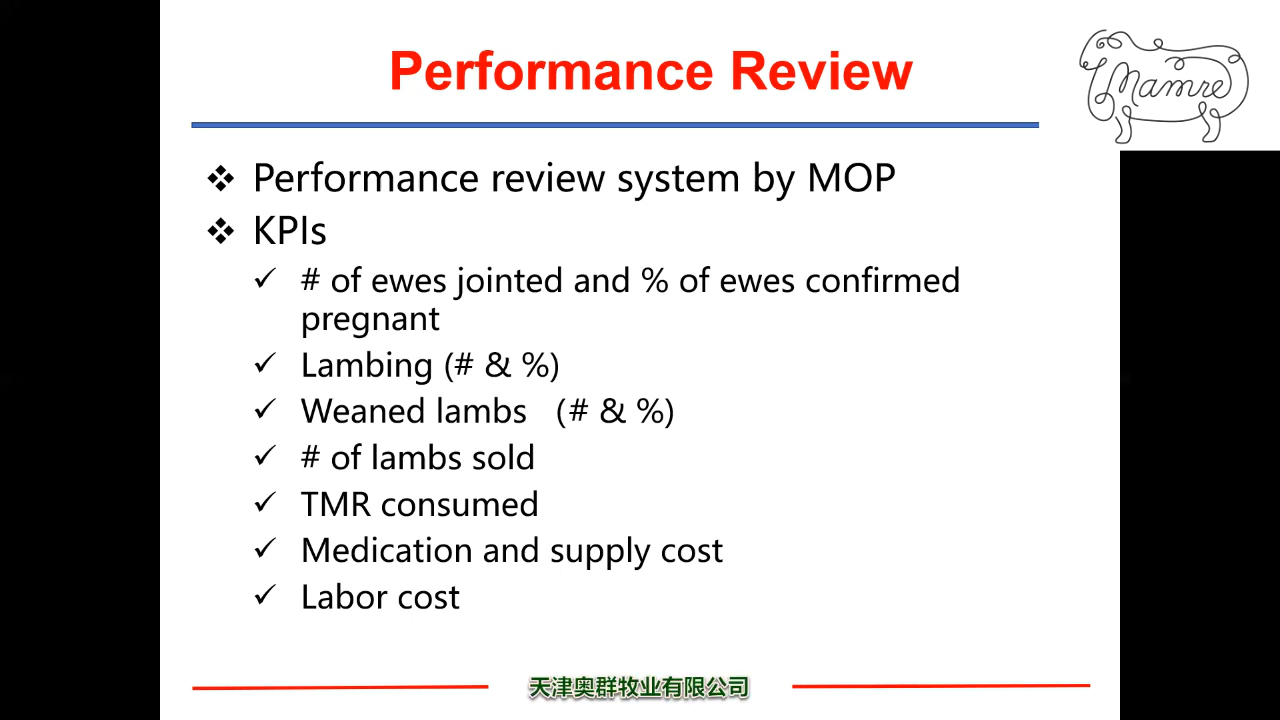 Performance Review
Mamre
Performance review system by MOP
KPIs
# of ewes jointed and % of ewes confirmed
pregnant
Lambing (# & %)
Weaned lambs (# & %)
# of lambs sold
TMR consumed
Medication and supply cost
Labor cost
天津奥群牧业有限公司